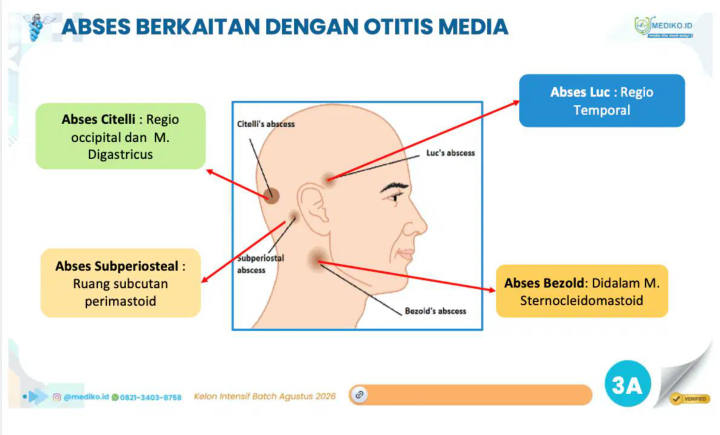 ABSES BERKAITAN DENGAN OTITIS MEDIA
MEDIKO.ID
Abses Citelli : Regio
occipital dan M.
Digastricus
Abses Luc : Regio
Temporal
Citelli's abscess
Luc's abscess
Subperiostal
abscess
Bezold's abscess
Abses Subperiosteal :
Ruang subcutan
perimastoid
Abses Bezold: Didalam M.
Sternocleidomastoid
@mediko.id 0821-3403-8758
Kelon Intensif Batch Agustus 2026
3A
VERIFIED